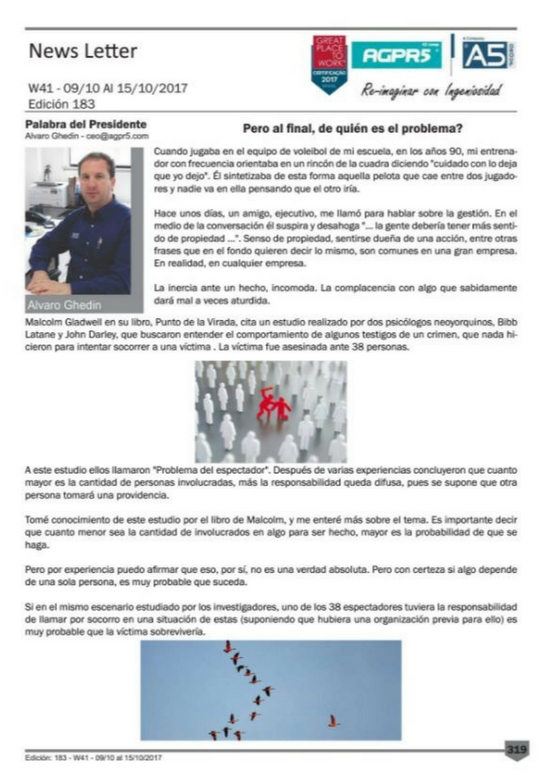 News Letter
GREAT
PLACE
TO
WORK®
CERTIFICAÇÃO
2017
AGPR5
A5
W41 - 09/10 Al 15/10/2017
Edición 183
Re-imaginar con Ingeniosidad
Palabra del Presidente
Alvaro Ghedin - ceo@agpr5.com
Pero al final, de quién es el problema?
Cuando jugaba en el equipo de voleibol de mi escuela, en los años 90, mi entrena-
dor con frecuencia orientaba en un rincón de la cuadra diciendo "cuidado con lo deja
que yo dejo". Él sintetizaba de esta forma aquella pelota que cae entre dos jugado-
res y nadie va en ella pensando que el otro iría.
Hace unos días, un amigo, ejecutivo, me llamó para hablar sobre la gestión. En el
medio de la conversación él suspira y desahoga "... la gente debería tener más senti-
do de propiedad ...". Senso de propiedad, sentirse dueña de una acción, entre otras
frases que en el fondo quieren decir lo mismo, son comunes en una gran empresa.
En realidad, en cualquier empresa.
La inercia ante un hecho, incomoda. La complacencia con algo que sabidamente
dará mal a veces aturdida.
Alvaro Ghedin
Malcolm Gladwell en su libro, Punto de la Virada, cita un estudio realizado por dos psicólogos neoyorquinos, Bibb
Latane y John Darley, que buscaron entender el comportamiento de algunos testigos de un crimen, que nada hi-
cieron para intentar socorrer a una víctima . La víctima fue asesinada ante 38 personas.
A este estudio ellos llamaron "Problema del espectador". Después de varias experiencias concluyeron que cuanto
mayor es la cantidad de personas involucradas, más la responsabilidad queda difusa, pues se supone que otra
persona tomará una providencia.
Tomé conocimiento de este estudio por el libro de Malcolm, y me enteré más sobre el tema. Es importante decir
que cuanto menor sea la cantidad de involucrados en algo para ser hecho, mayor es la probabilidad de que se
haga.
Pero por experiencia puedo afirmar que eso, por sí, no es una verdad absoluta. Pero con certeza si algo depende
de una sola persona, es muy probable que suceda.
Si en el mismo escenario estudiado por los investigadores, uno de los 38 espectadores tuviera la responsabilidad
de llamar por socorro en una situación de estas (suponiendo que hubiera una organización previa para ello) es
muy probable que la víctima sobreviviría.
319
Edición: 183 - W41 - 09/10 al 15/10/2017